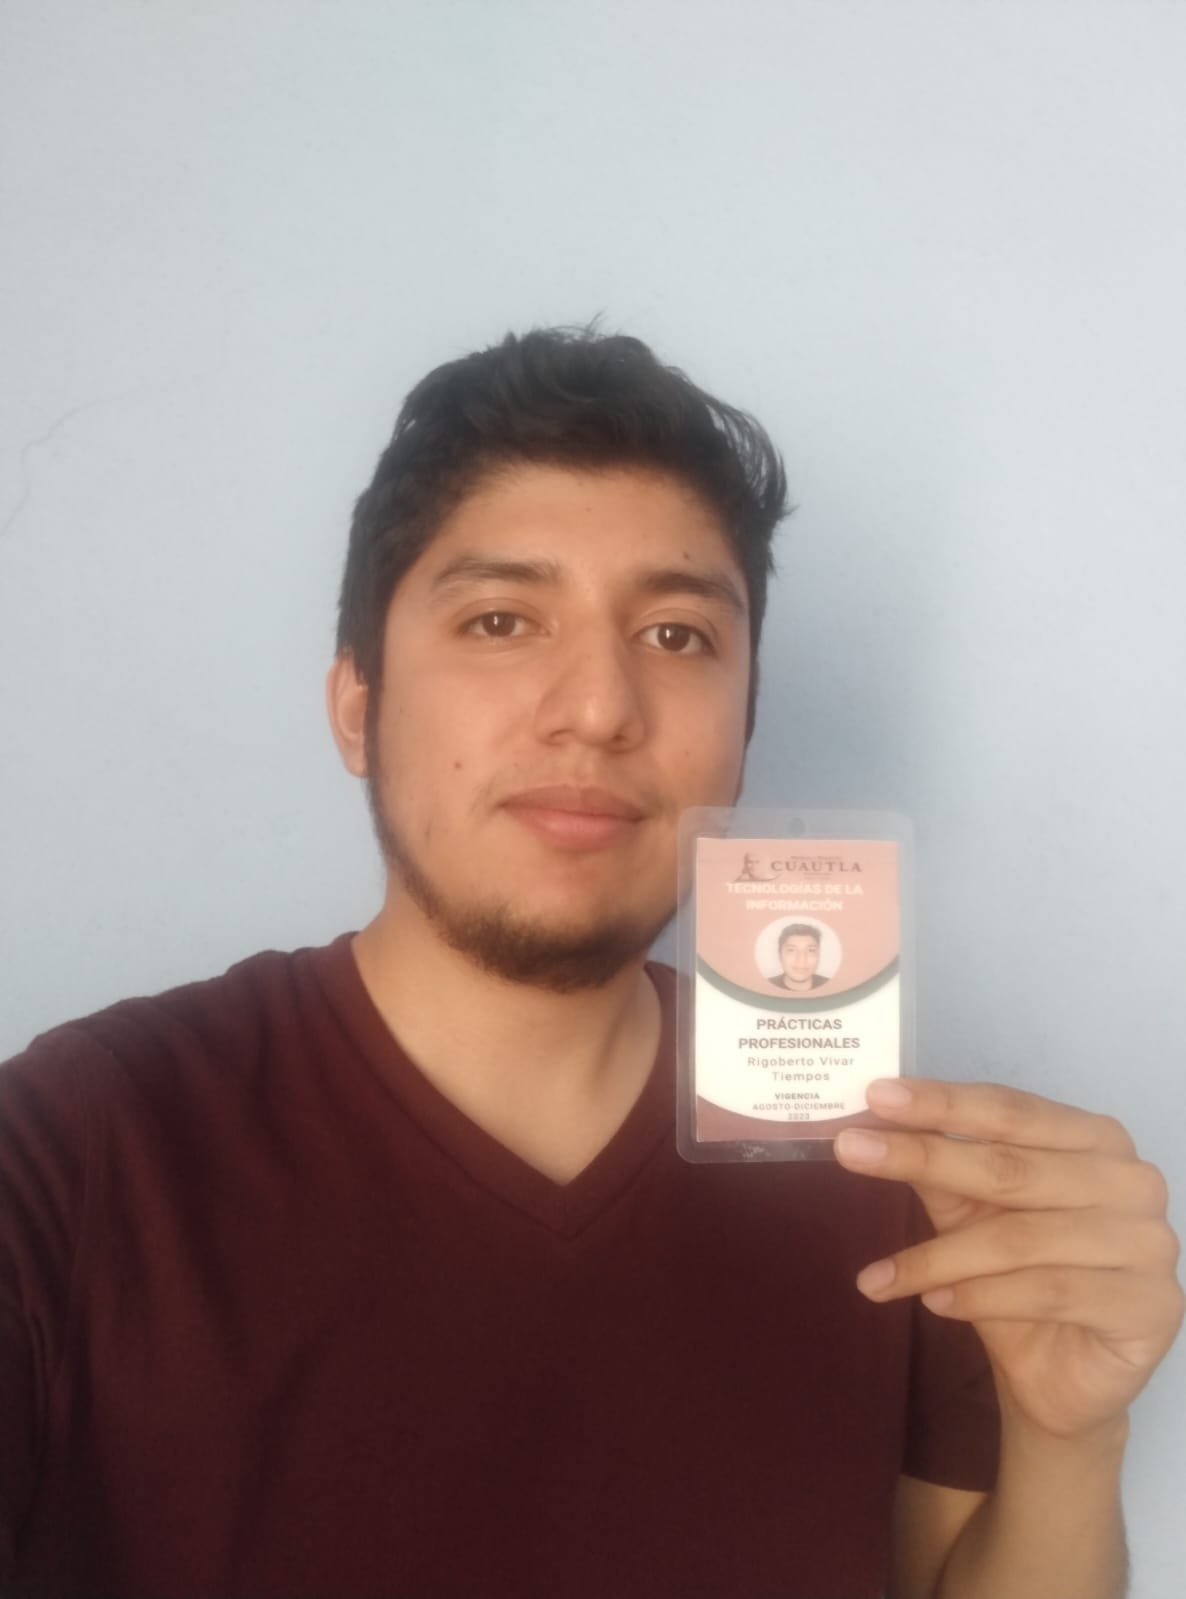 CUAUTLA
TECNOLOGÍAS DE LA
INFORMACIÓN
PRÁCTICAS
PROFESIONALES
Rigoberto Vivar
Tiempos
VIGENCIA
AGOSTO-DICIEMBRE
2023